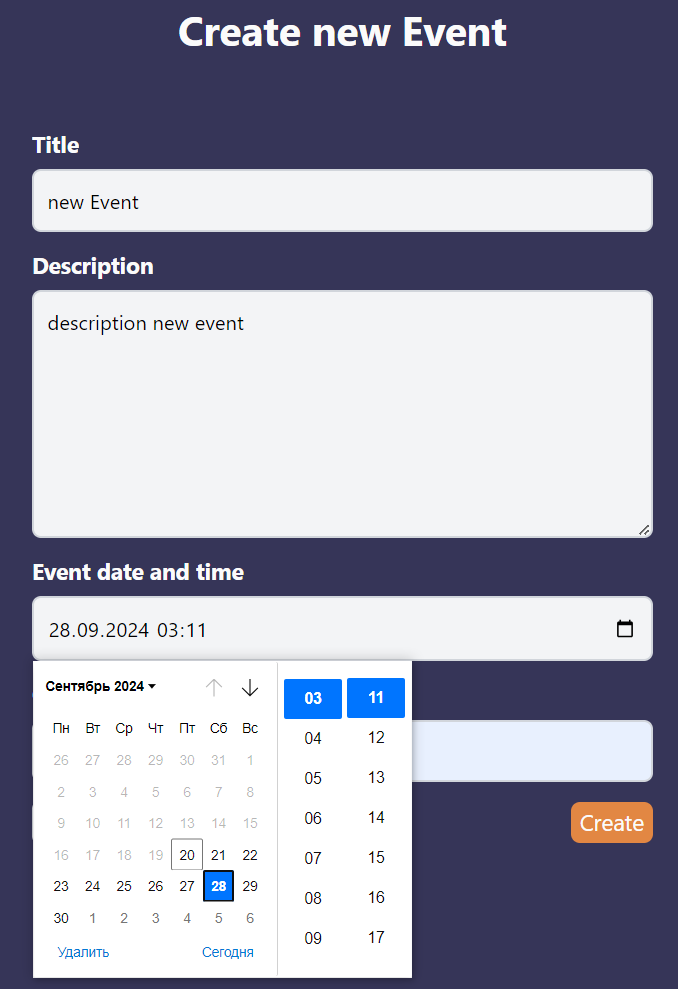 Create new Event
Title
new Event
Description
description new event
Event date and time
28.09.2024 03:11
Сентябрь 2024
Пн Вт Ср Чт Пт Сб Вс
26 27 28 29 30 31 1
2 3 4 5 6 7 8
9 10 11 12 13 14 15
16 17 18 19 20 21 22
23 24 25 26 27 28 29
30 1 2 3 4 5 6
Удалить Сегодня
03 11
04 12
05 13
06 14
07 15
08 16
09 17
Create